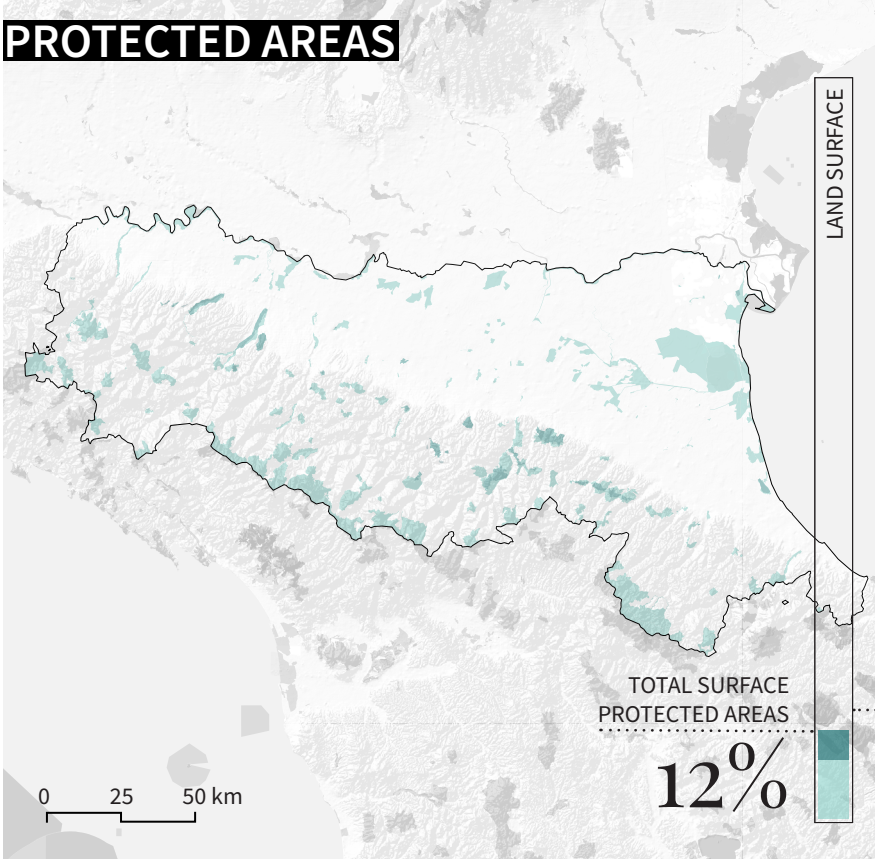 PROTECTED AREAS
LAND SURFACE
TOTAL SURFACE
PROTECTED AREAS
12%
0 25 50 km